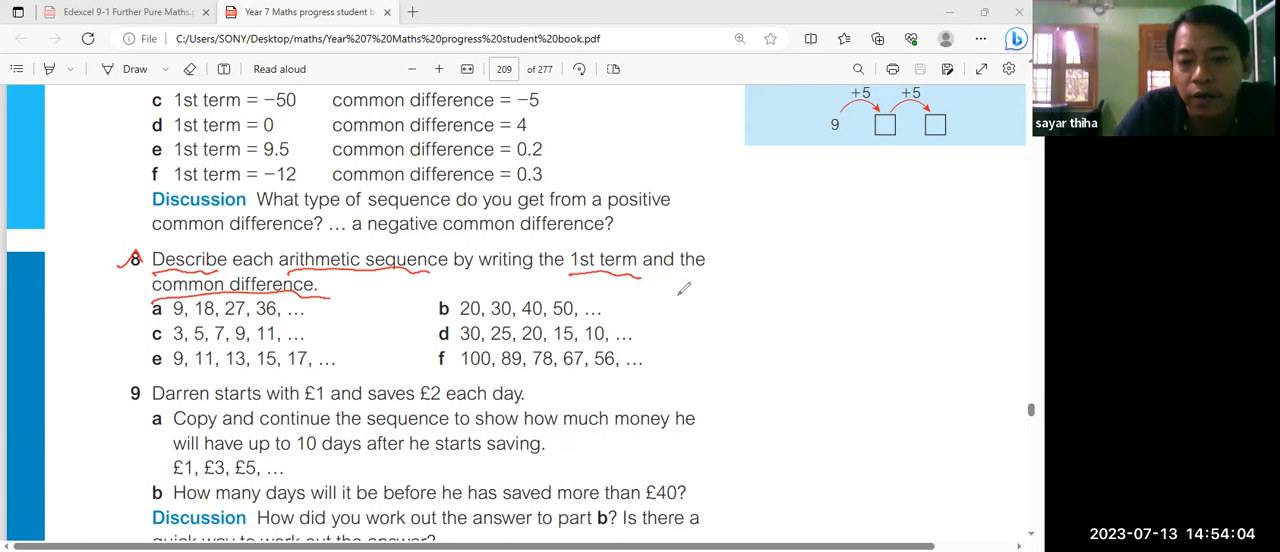 Edexcel 9-1 Further Pure Maths.
Year 7 Maths progress student b
File
C:/Users/SONY/Desktop/maths/Year%207%20Maths%20progress%20student%20book.pdf
Draw
Read aloud
209 of 277
sayar thiha
c 1st term = −50 common difference = −5
d 1st term = 0 common difference = 4
e 1st term = 9.5 common difference = 0.2
f 1st term = −12 common difference = 0.3
Discussion What type of sequence do you get from a positive
common difference? … a negative common difference?
+5 +5
9
8 Describe each arithmetic sequence by writing the 1st term and the
common difference.
a 9, 18, 27, 36, … b 20, 30, 40, 50, …
c 3, 5, 7, 9, 11, … d 30, 25, 20, 15, 10, …
e 9, 11, 13, 15, 17, … f 100, 89, 78, 67, 56, …
9 Darren starts with £1 and saves £2 each day.
a Copy and continue the sequence to show how much money he
will have up to 10 days after he starts saving.
£1, £3, £5, …
b How many days will it be before he has saved more than £40?
Discussion How did you work out the answer to part b? Is there a
quick way to work out the answer?
2023-07-13 14:54:04